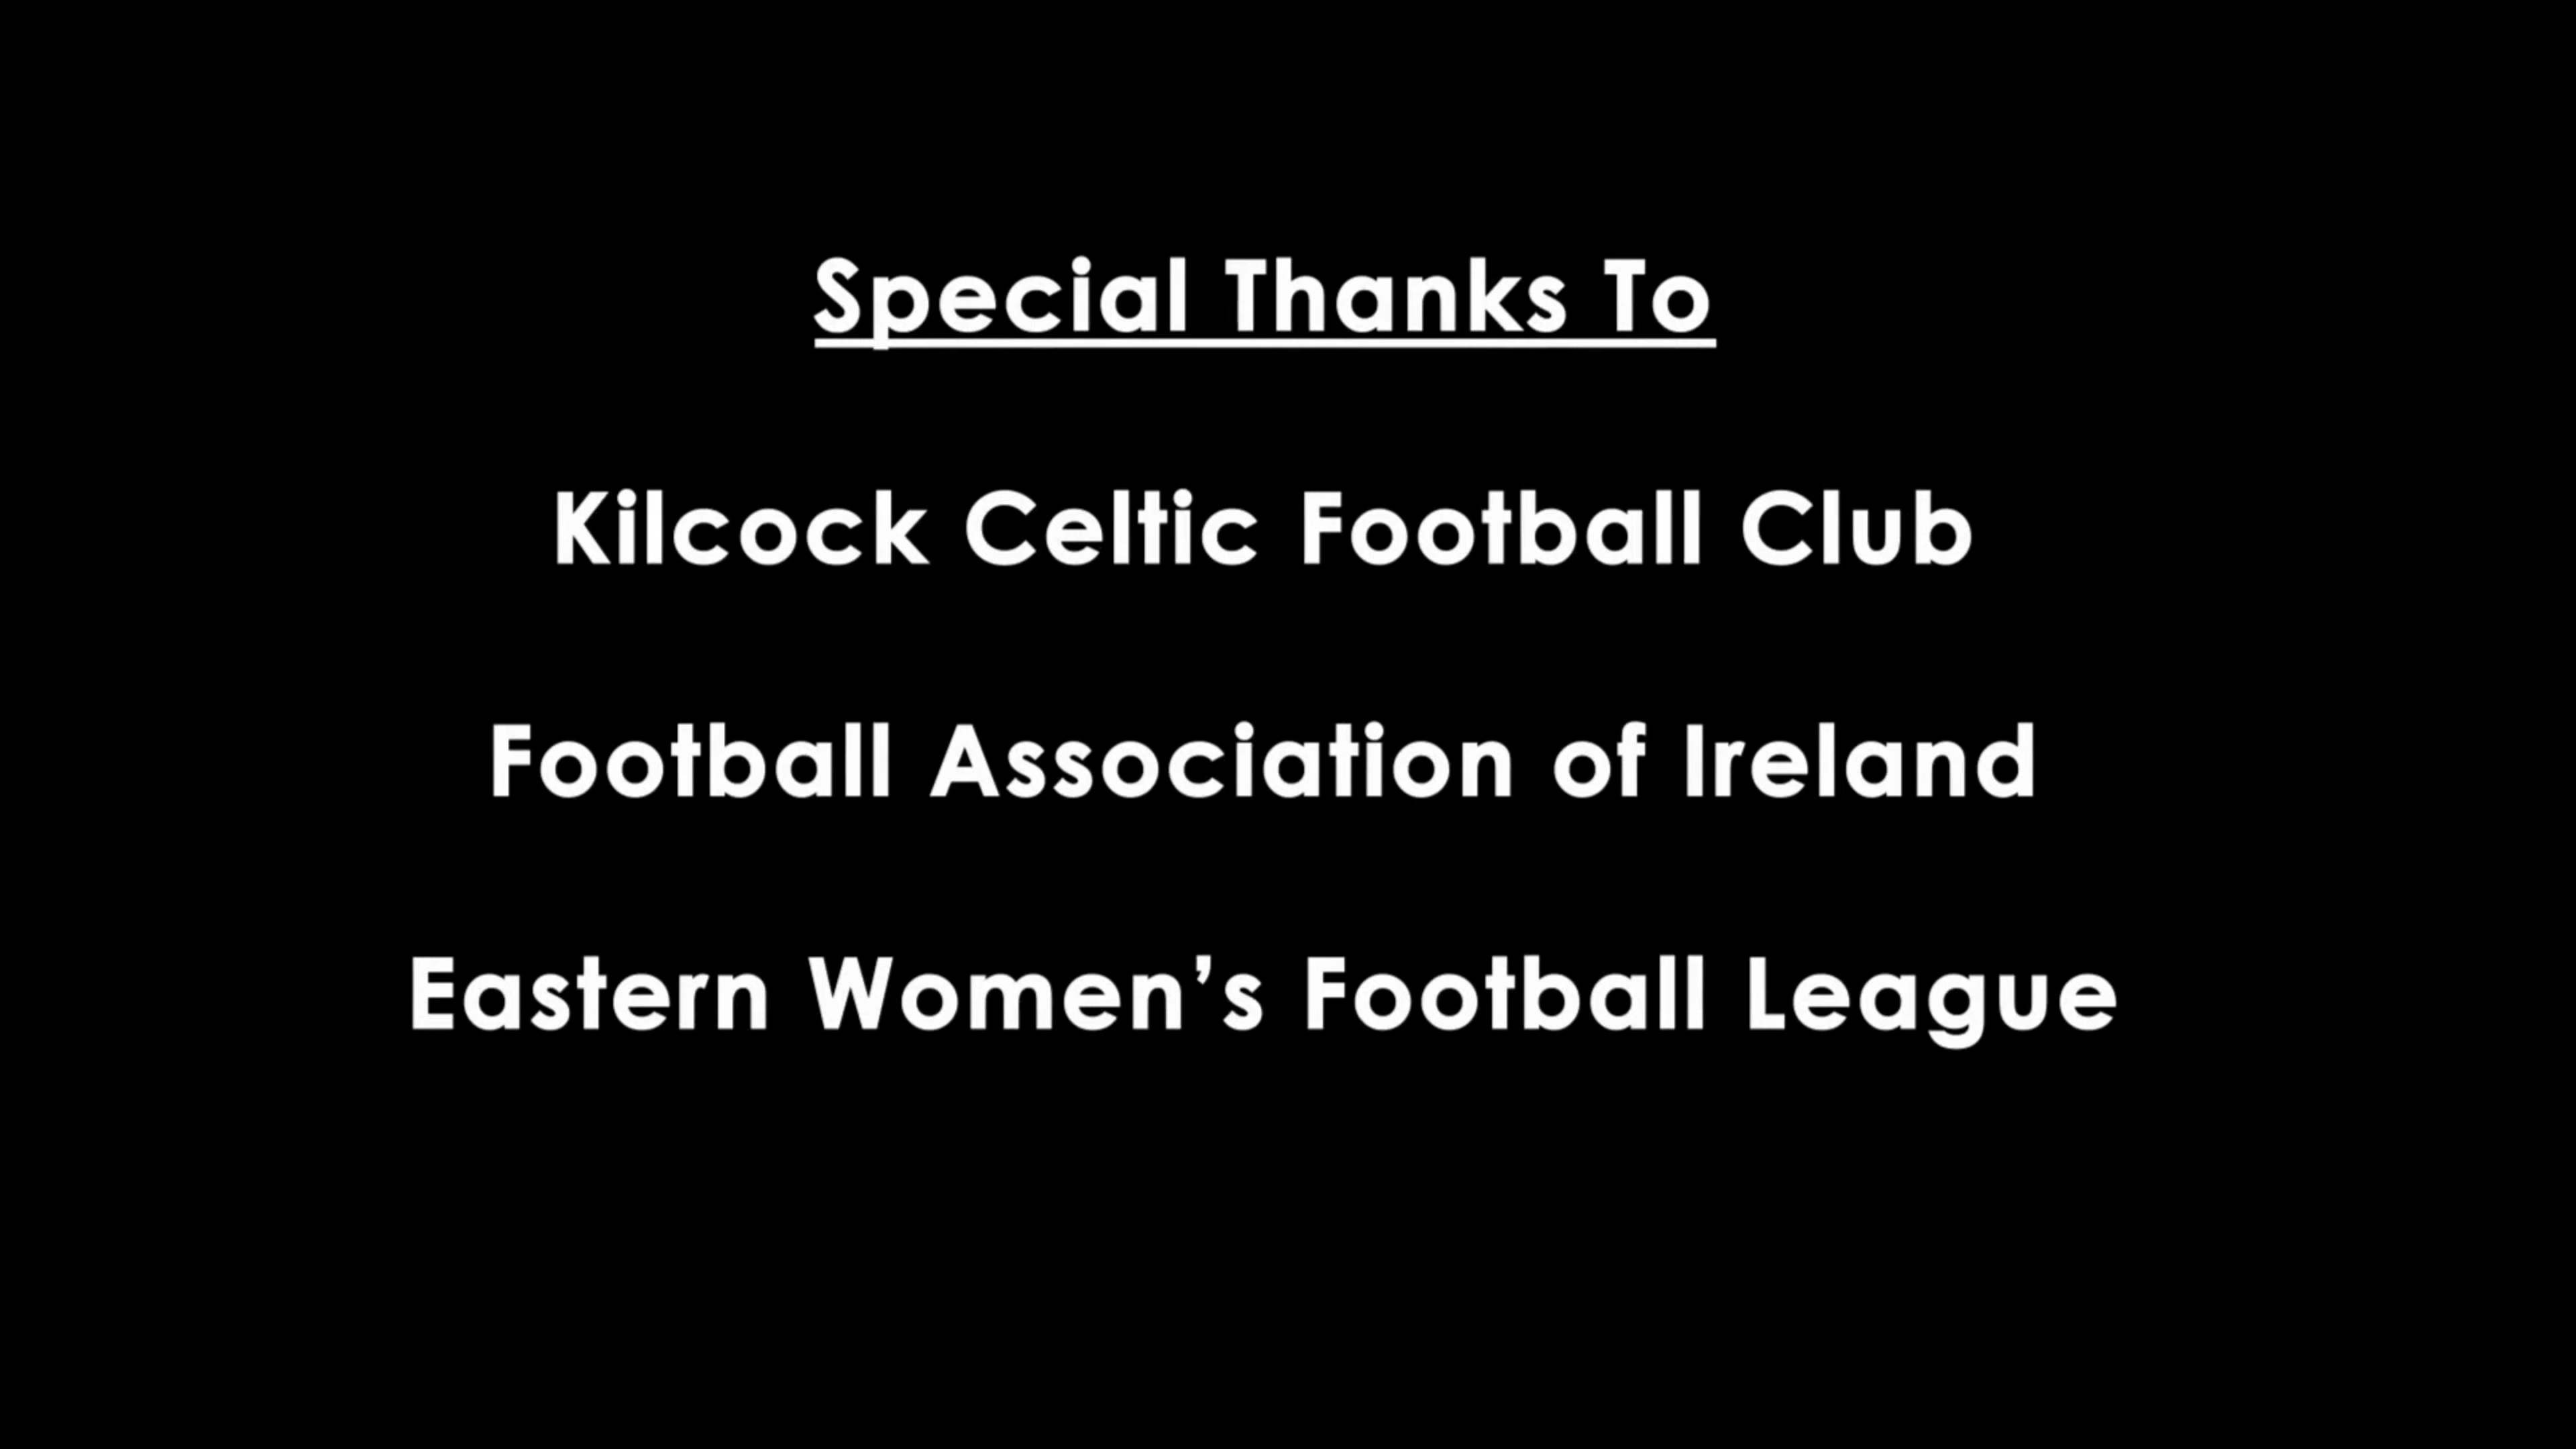 Special Thanks To
Kilcock Celtic Football Club
Football Association of Ireland
Eastern Women’s Football League